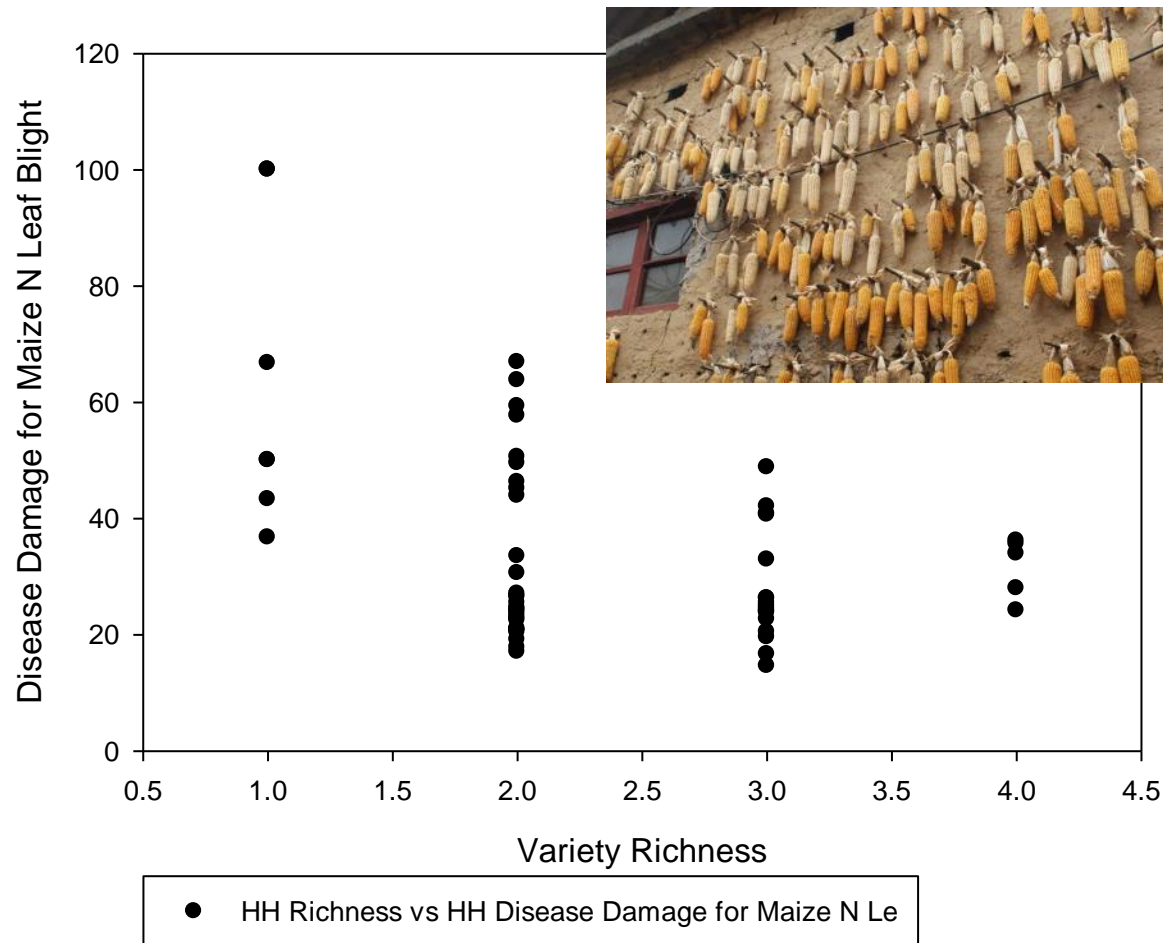 120
100
80
60
40
20
0
Disease Damage for Maize N Leaf Blight
0.5 1.0 1.5 2.0 2.5 3.0 3.5 4.0 4.5
Variety Richness
HH Richness vs HH Disease Damage for Maize N Le